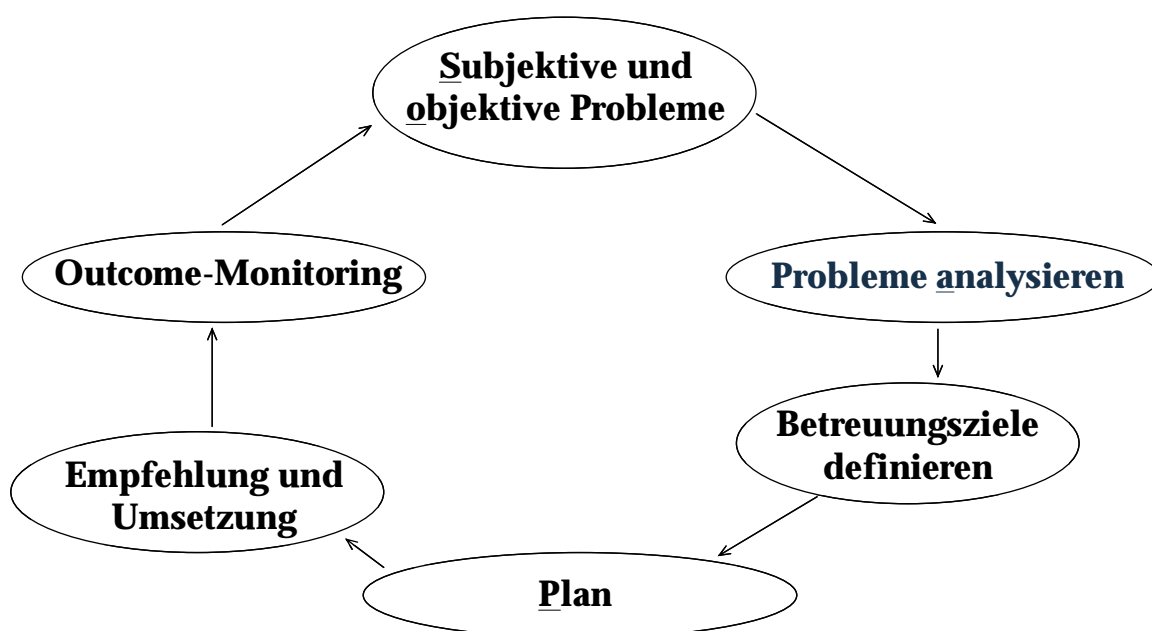 Subjektive und
objektive Probleme
Outcome-Monitoring
Probleme analysieren
Betreuungsziele
definieren
Empfehlung und
Umsetzung
Plan